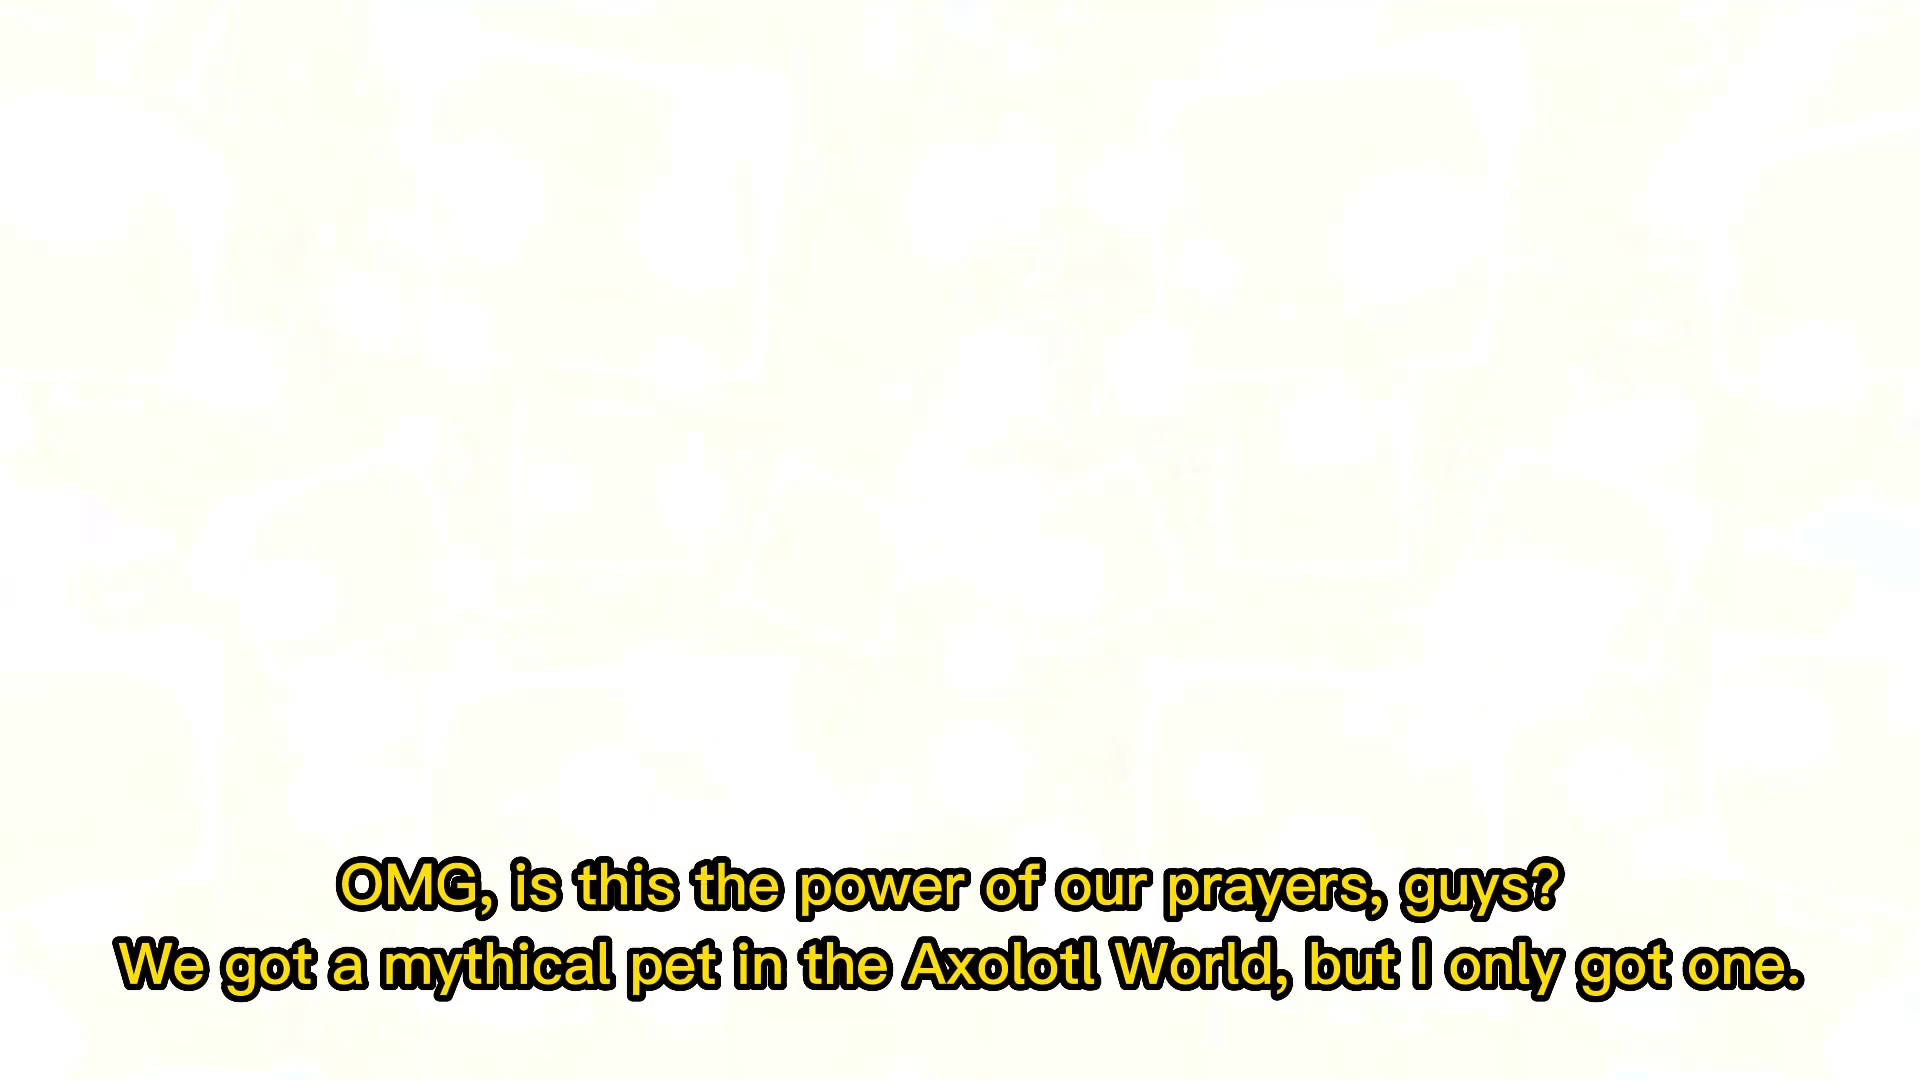 OMG, is this the power of our prayers, guys?
We got a mythical pet in the Axolotl World, but I only got one.